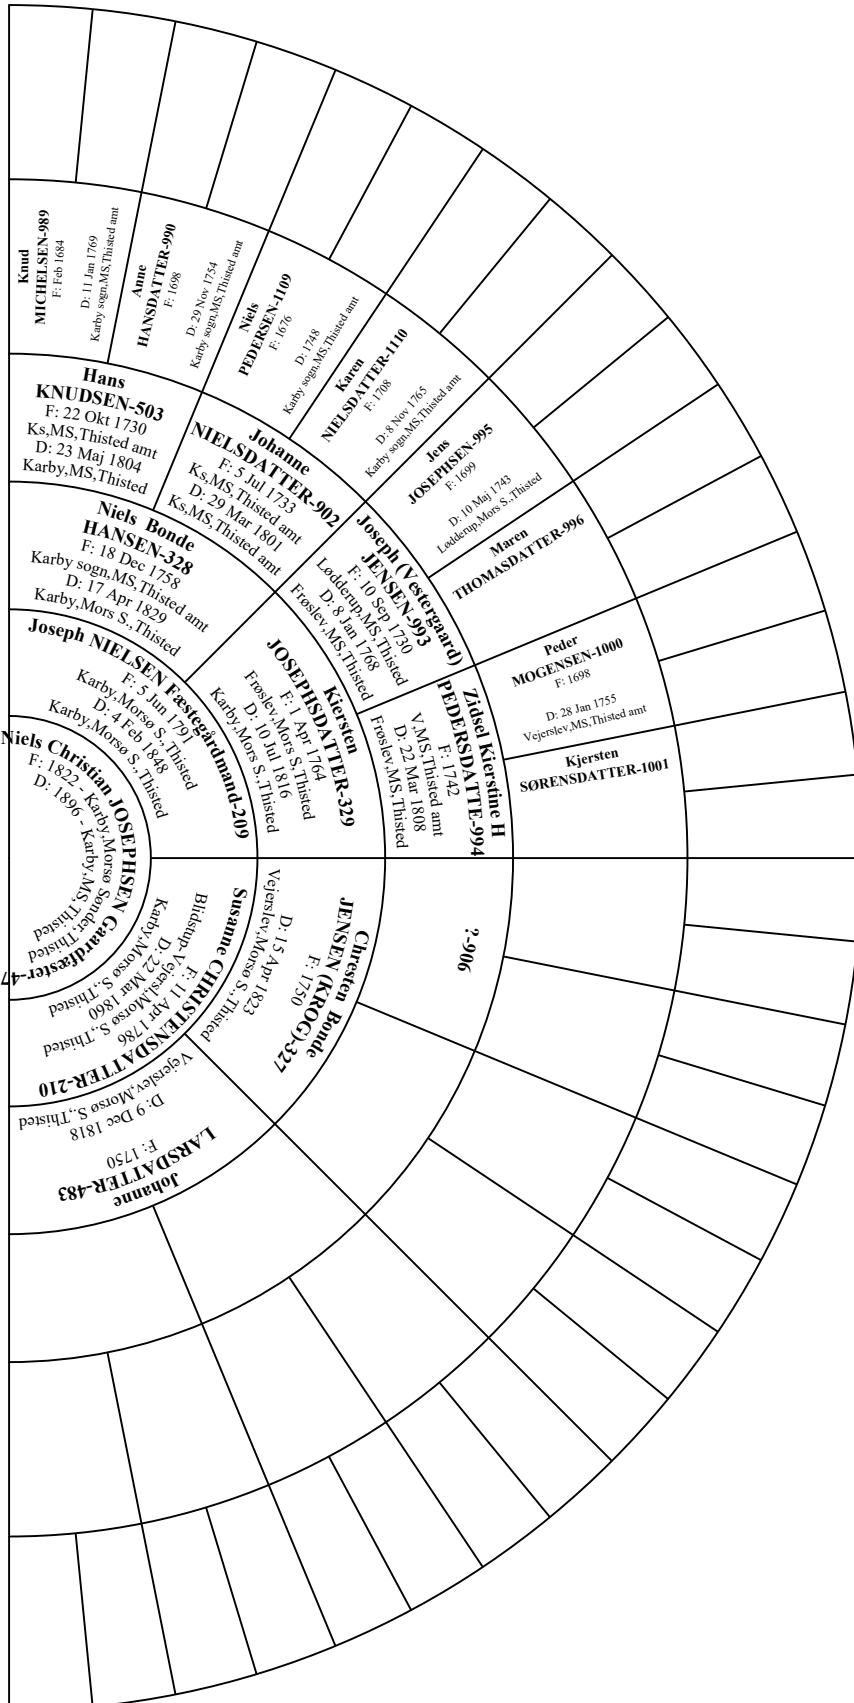 Niels Christian JOSEPHSEN Gaardfæster-47
F: 1822 - Karby,Morsø Sønder,Thisted
D: 1896 - Karby,MS,Thisted
Joseph NIELSEN Fæstegårdmand-209
F: 5 Jun 1791
Karby,Morsø S.,Thisted
D: 4 Feb 1848
Karby,Morsø S.,Thisted
Susanne CHRISTENSDATTER-210
F: 11 Apr 1786
Blidstup-Vejersl,Morsø S.,Thisted
D: 22 Mar 1860
Karby,Morsø S.,Thisted
Niels Bonde
HANSEN-328
F: 18 Dec 1758
Karby sogn,MS,Thisted amt
D: 17 Apr 1829
Karby,Mors S.,Thisted
Kiersten
JOSEPHSDATTER-329
F: 1 Apr 1764
Frøslev,Mors S,Thisted
D: 10 Jul 1816
Karby,Mors S.,Thisted
Chresten Bonde
JENSEN (KROG)-327
F: 1750
D: 15 Apr 1823
Vejerslev,Morsø S.,Thisted
Johanne
LARSDATTER-483
F: 1750
D: 9 Dec 1818
Vejerslev,Morsø S,Thisted
Hans
KNUDSEN-503
F: 22 Okt 1730
Ks,MS,Thisted amt
D: 23 Maj 1804
Karby,MS,Thisted
Johanne
NIELSDATTER-902
F: 5 Jul 1733
Ks,MS,Thisted amt
D: 29 Mar 1801
Ks,MS,Thisted amt
Joseph (Vestergaard)
JENSEN-993
F: 10 Sep 1730
Lødderup,MS,Thisted
D: 8 Jan 1768
Frøslev,MS,Thisted
Zidsel Kierstine H
PEDERSDATTE-994
F: 1742
V,MS,Thisted amt
D: 22 Mar 1808
Frøslev,MS,Thisted
?-906
Knud
MICHELSEN-989
F: Feb 1684
D: 11 Jan 1769
Karby sogn,MS,Thisted amt
Anne
HANSDATTER-990
F: 1698
D: 29 Nov 1754
Karby sogn,MS,Thisted amt
Niels
PEDERSEN-1109
F: 1676
D: 1748
Karby sogn,MS,Thisted amt
Karen
NIELSDATTER-1110
F: 1708
D: 8 Nov 1765
Karby sogn,MS,Thisted amt
Jens
JOSEPHSEN-995
F: 1699
D: 10 Maj 1743
Lødderup,Mors S.,Thisted
Maren
THOMASDATTER-996
Peder
MOGENSEN-1000
F: 1698
D: 28 Jan 1755
Vejerslev,MS,Thisted amt
Kjersten
SØRENSDATTER-1001